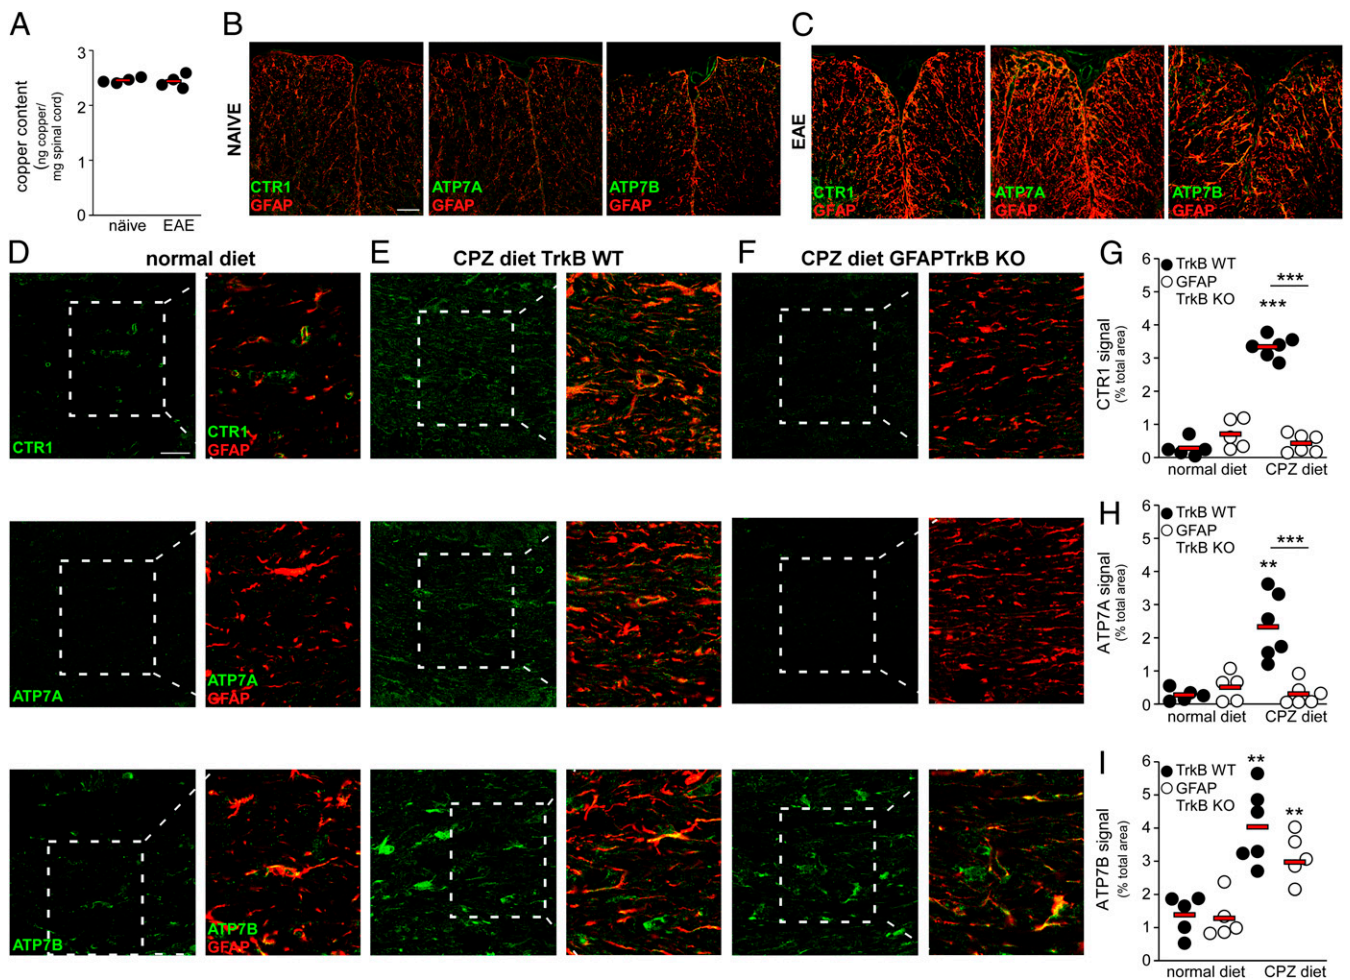 A
copper content
(ng copper/
mg spinal cord)
3
2
1
0
näive
EAE
B
NAIVE
CTR1
GFAP
ATP7A
GFAP
ATP7B
GFAP
C
EAE
CTR1
GFAP
ATP7A
GFAP
ATP7B
GFAP
D
normal diet
E
CPZ diet TrkB WT
F
CPZ diet GFAPTrkB KO
CTR1
CTR1
GFAP
ATP7A
ATP7A
GFAP
ATP7B
ATP7B
GFAP
G
CTR1 signal
(% total area)
6
5
4
3
2
1
0
TrkB WT
GFAP
TrkB KO
***
***
normal diet
CPZ diet
H
ATP7A signal
(% total area)
6
5
4
3
2
1
0
TrkB WT
GFAP
TrkB KO
***
**
normal diet
CPZ diet
I
ATP7B signal
(% total area)
6
5
4
3
2
1
0
TrkB WT
GFAP
TrkB KO
**
**
normal diet
CPZ diet